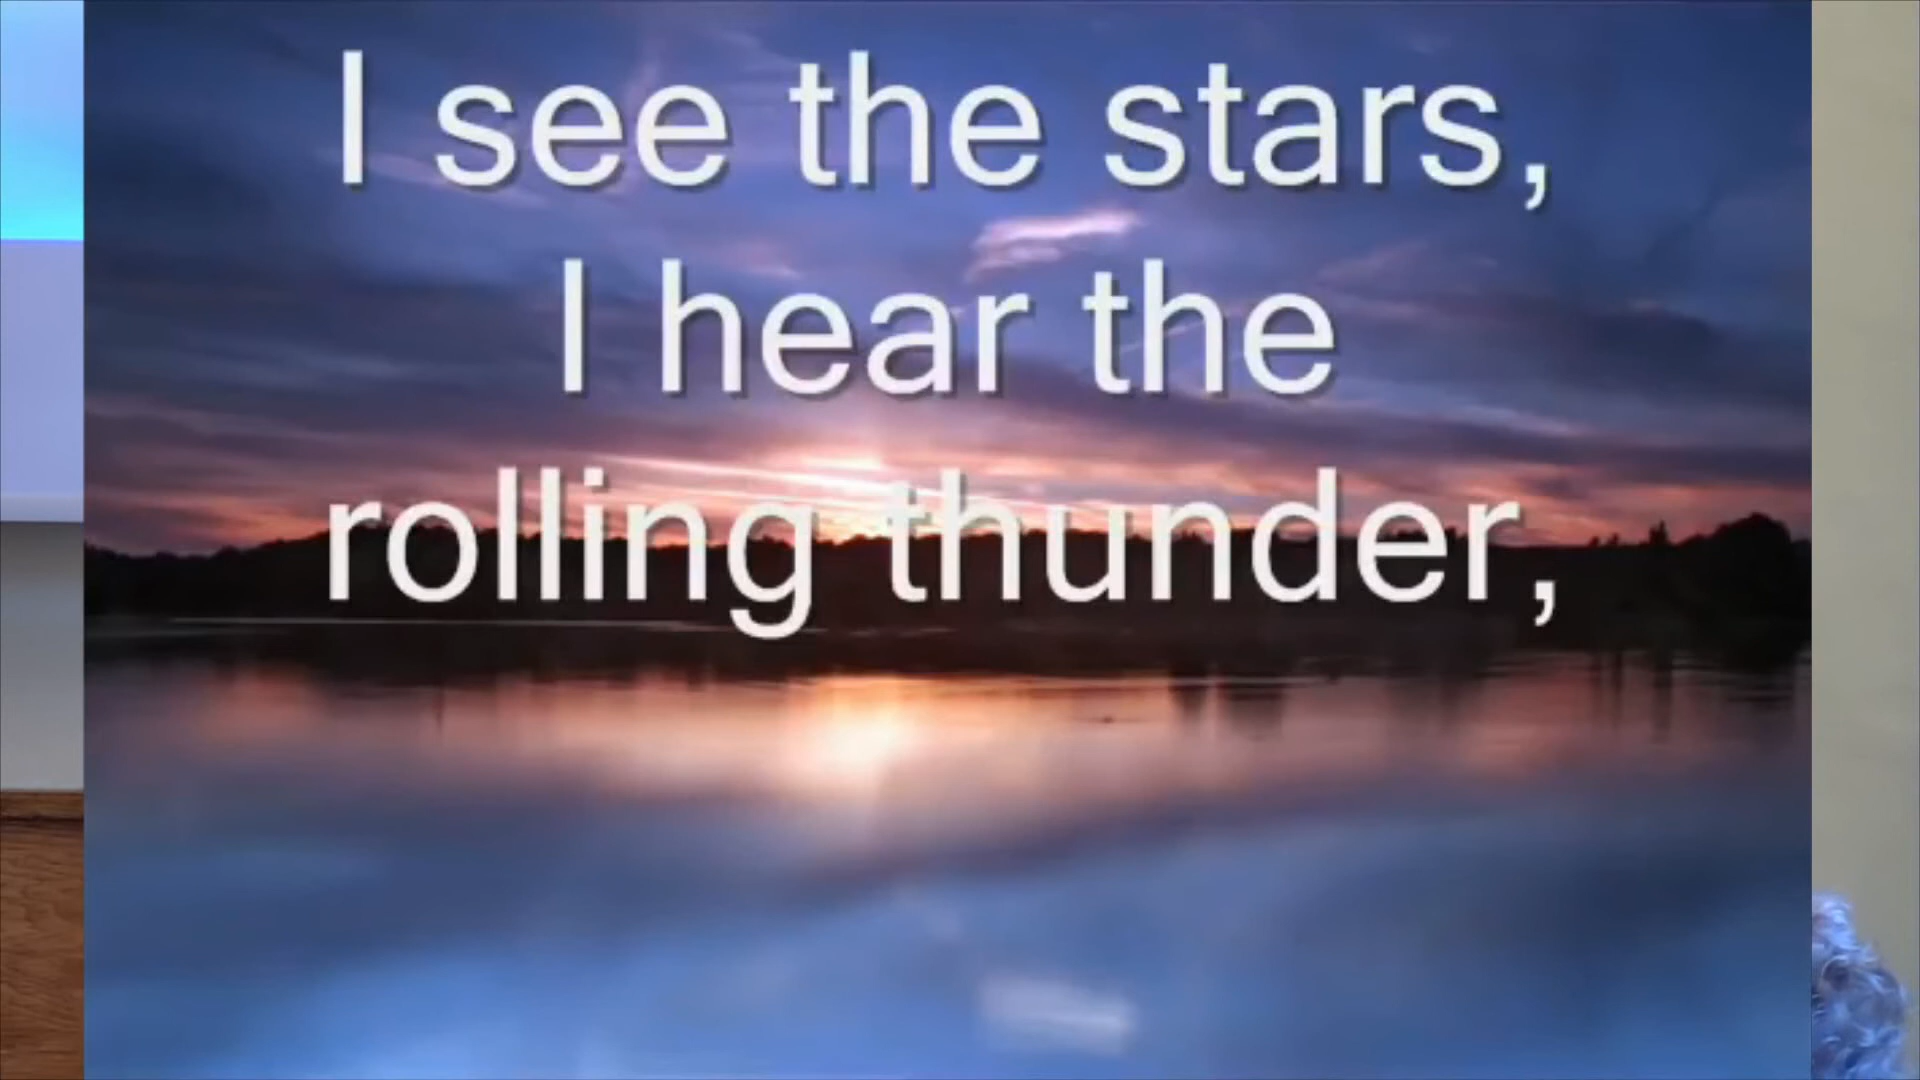 I see the stars,
I hear the
rolling thunder,